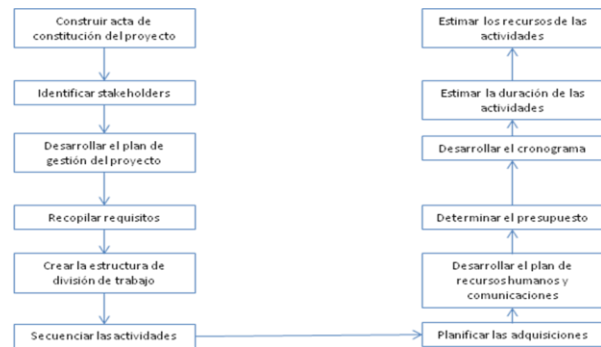 Construir acta de
constitución del proyecto
Identificar stakeholders
Desarrollar el plan de
gestión del proyecto
Recopilar requisitos
Crear la estructura de
división de trabajo
Secuenciar las actividades
Planificar las adquisiciones
Desarrollar el plan de
recursos humanos y
comunicaciones
Determinar el presupuesto
Desarrollar el cronograma
Estimar la duración de las
actividades
Estimar los recursos de las
actividades